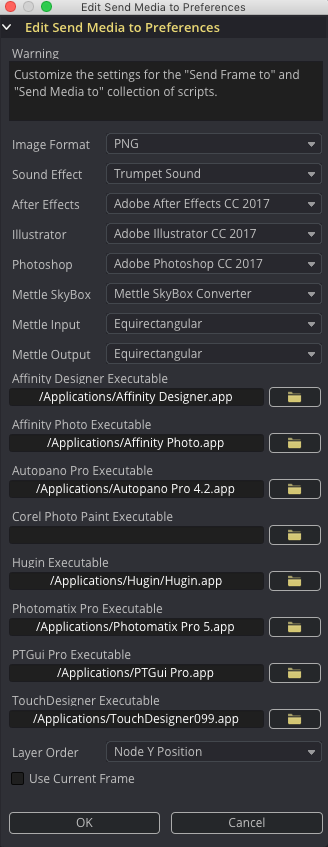 Edit Send Media to Preferences
Edit Send Media to Preferences
Warning
Customize the settings for the "Send Frame to" and
"Send Media to" collection of scripts.
Image Format PNG
Sound Effect Trumpet Sound
After Effects Adobe After Effects CC 2017
Illustrator Adobe Illustrator CC 2017
Photoshop Adobe Photoshop CC 2017
Mettle SkyBox Mettle SkyBox Converter
Mettle Input Equirectangular
Mettle Output Equirectangular
Affinity Designer Executable
/Applications/Affinity Designer.app
Affinity Photo Executable
/Applications/Affinity Photo.app
Autopano Pro Executable
/Applications/Autopano Pro 4.2.app
Corel Photo Paint Executable
Hugin Executable
/Applications/Hugin/Hugin.app
Photomatix Pro Executable
/Applications/Photomatix Pro 5.app
PTGui Pro Executable
/Applications/PTGui Pro.app
TouchDesigner Executable
/Applications/TouchDesigner099.app
Layer Order Node Y Position
Use Current Frame
OK Cancel